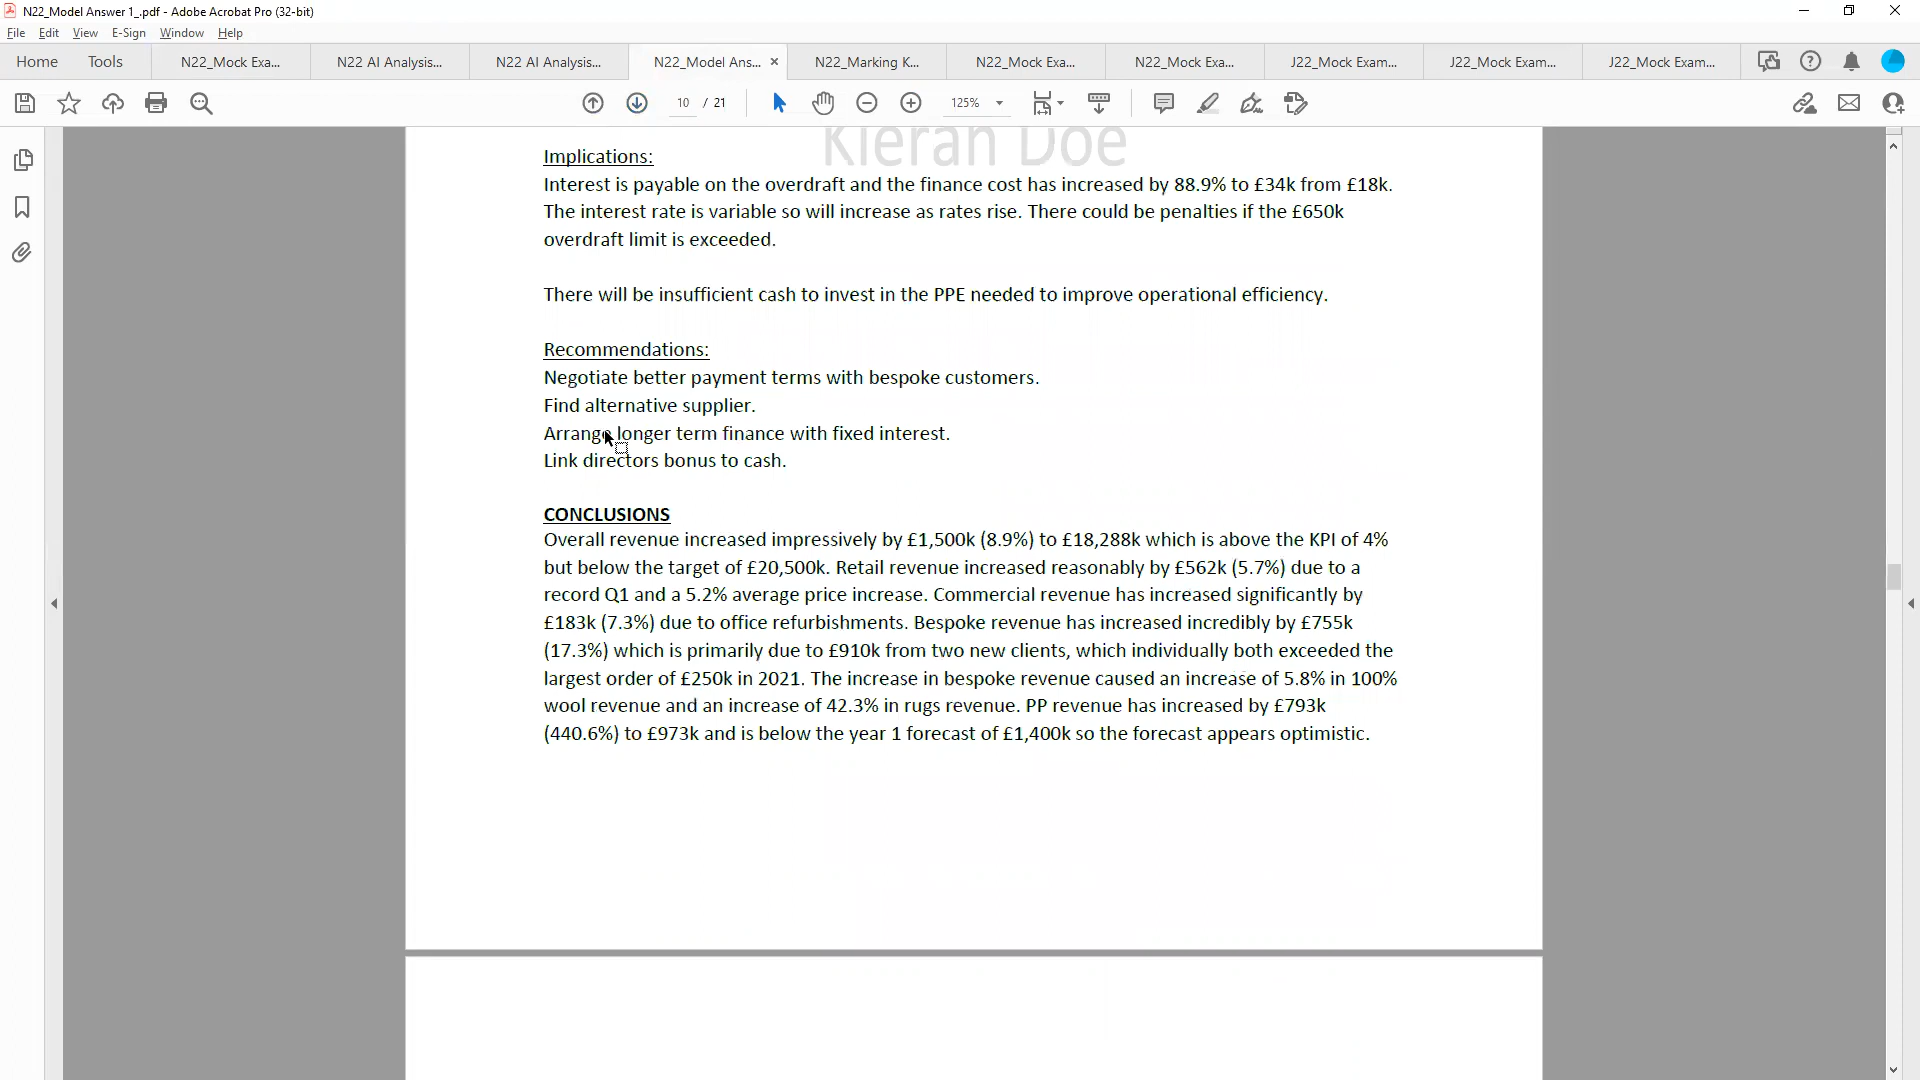 N22_Model Answer 1_.pdf - Adobe Acrobat Pro (32-bit)
File Edit View E-Sign Window Help
Home Tools N22_Mock Exa... N22 AI Analysis... N22 AI Analysis... N22_Model Ans... × N22_Marking K... N22_Mock Exa... N22_Mock Exa... J22_Mock Exam... J22_Mock Exam... J22_Mock Exam...
10 / 21 125%
Kieran Doe
Implications:
Interest is payable on the overdraft and the finance cost has increased by 88.9% to £34k from £18k.
The interest rate is variable so will increase as rates rise. There could be penalties if the £650k
overdraft limit is exceeded.
There will be insufficient cash to invest in the PPE needed to improve operational efficiency.
Recommendations:
Negotiate better payment terms with bespoke customers.
Find alternative supplier.
Arrange longer term finance with fixed interest.
Link directors bonus to cash.
CONCLUSIONS
Overall revenue increased impressively by £1,500k (8.9%) to £18,288k which is above the KPI of 4%
but below the target of £20,500k. Retail revenue increased reasonably by £562k (5.7%) due to a
record Q1 and a 5.2% average price increase. Commercial revenue has increased significantly by
£183k (7.3%) due to office refurbishments. Bespoke revenue has increased incredibly by £755k
(17.3%) which is primarily due to £910k from two new clients, which individually both exceeded the
largest order of £250k in 2021. The increase in bespoke revenue caused an increase of 5.8% in 100%
wool revenue and an increase of 42.3% in rugs revenue. PP revenue has increased by £793k
(440.6%) to £973k and is below the year 1 forecast of £1,400k so the forecast appears optimistic.